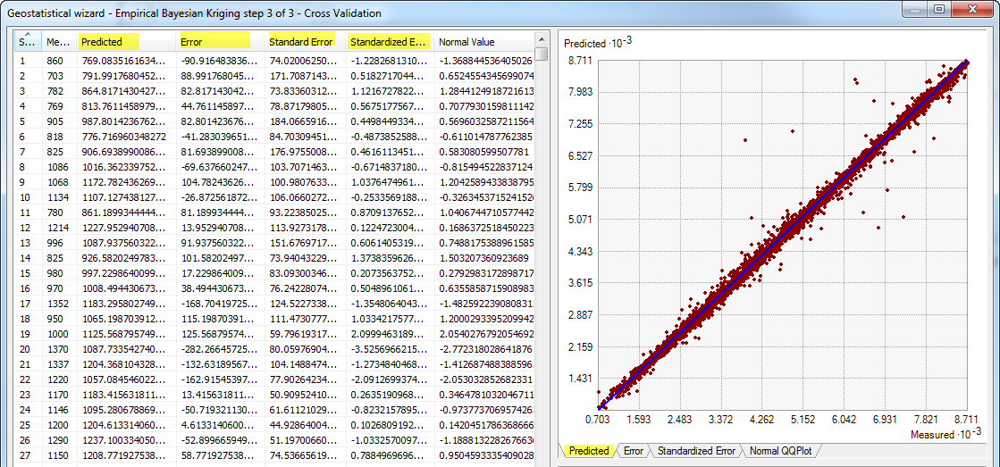 Geostatistical wizard - Empirical Bayesian Kriging step 3 of 3 - Cross Validation
S... Me... Predicted Error Standard Error Standardized E... Normal Value
1 860 769.0835161634... -90.916483836... 74.02006250... -1.2282681310... -1.368844536405026
2 703 791.9917680452... 88.991768045... 171.7087143... 0.5182717044... 0.6524554345699074
3 782 864.8171430427... 82.817143042... 73.83360312... 1.1216727822... 1.2844124918721613
4 769 813.7611458979... 44.761145897... 78.87179805... 0.5675177567... 0.7077930159811142
5 905 987.8014236762... 82.801423676... 184.0665916... 0.4498449334... 0.5696032587211564
6 818 776.716960348272 -41.283039651... 84.70309451... -0.4873852588... -0.611014787762385
7 825 906.6938990086... 81.693899008... 176.9755008... 0.4616113451... 0.583080599507781
8 1086 1016.362339752... -69.637660247... 103.7071463... -0.6714837180... -0.815494522837124
9 1068 1172.782436269... 104.78243626... 100.9807633... 1.0376474961... 1.2042589433838795
10 1134 1107.127438127... -26.872561872... 106.0660272... -0.2533569188... -0.3263453715241526
11 780 861.1899344444... 81.189934444... 93.22385025... 0.8709137652... 1.0406744710577442
12 1214 1227.952940708... 13.952940708... 113.9273178... 0.1224723004... 0.1686372518450223
13 996 1087.937560322... 91.937560322... 151.6769717... 0.6061405319... 0.7488175388961585
14 825 926.5820249783... 101.58202497... 73.94043229... 1.3738359626... 1.503207360923689
15 980 997.2298640099... 17.229864009... 83.09300346... 0.2073563752... 0.2792983172898717
16 970 1008.494430673... 38.494430673... 76.24228074... 0.5048961061... 0.6355858715908983
17 1352 1183.295802749... -168.70419725... 124.5227338... -1.3548064043... -1.482592239080831
18 950 1065.198703912... 115.19870391... 111.4730777... 1.0334217577... 1.2000293395209942
19 1000 1125.568795749... 125.56879574... 59.79619317... 2.0999463189... 2.0540276792054692
20 1370 1087.733542740... -282.26645725... 80.05976904... -3.5256966215... -2.772318028641876
21 1337 1204.368104328... -132.63189567... 104.1488474... -1.2734840468... -1.412687488388596
22 1220 1057.084546022... -162.91545397... 77.90264234... -2.0912699374... -2.053032852682331
23 1170 1183.415631811... 13.415631811... 50.90952410... 0.2635190968... 0.3464781032046711
24 1146 1095.280678869... -50.719321130... 61.61121029... -0.8232157895... -0.973773706957426
25 1200 1204.613314060... 4.6133140600... 44.92864004... 0.1026809192... 0.1420451786368666
26 1290 1237.100334050... -52.899665949... 51.19700660... -1.0332570097... -1.188813228267663
27 1150 1208.771927538... 58.771927538... 74.53665619... 0.7884969696... 0.9504593335409028
Predicted ·10⁻³
8.711
7.983
7.255
6.527
5.799
5.071
4.343
3.615
2.887
2.159
1.431
0.703 1.593 2.483 3.372 4.262 5.152 6.042 6.931 7.821 8.711
Measured ·10⁻³
Predicted Error Standardized Error Normal QQPlot